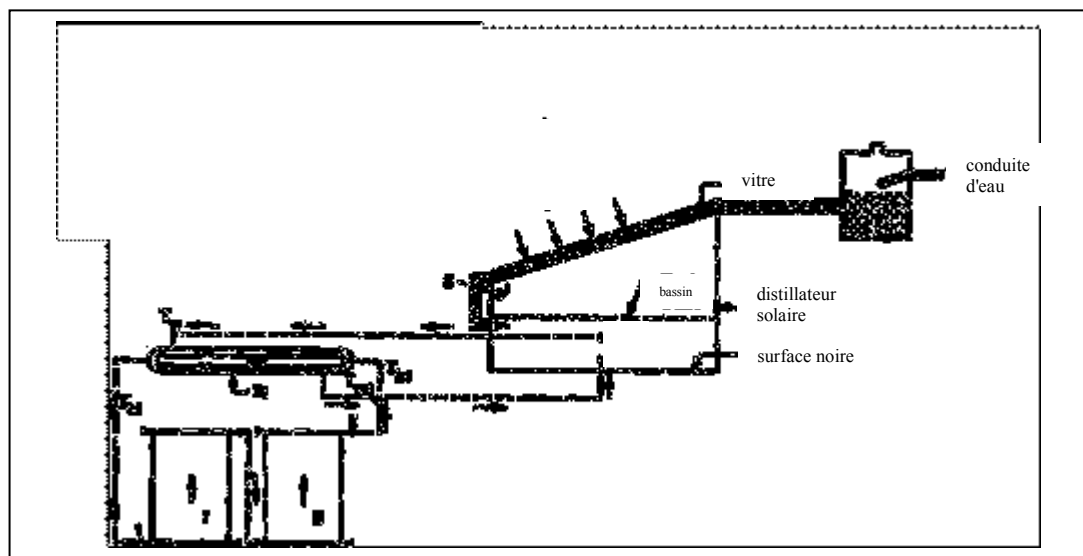 vitre
conduite
d'eau
bassin
distillateur
solaire
surface noire